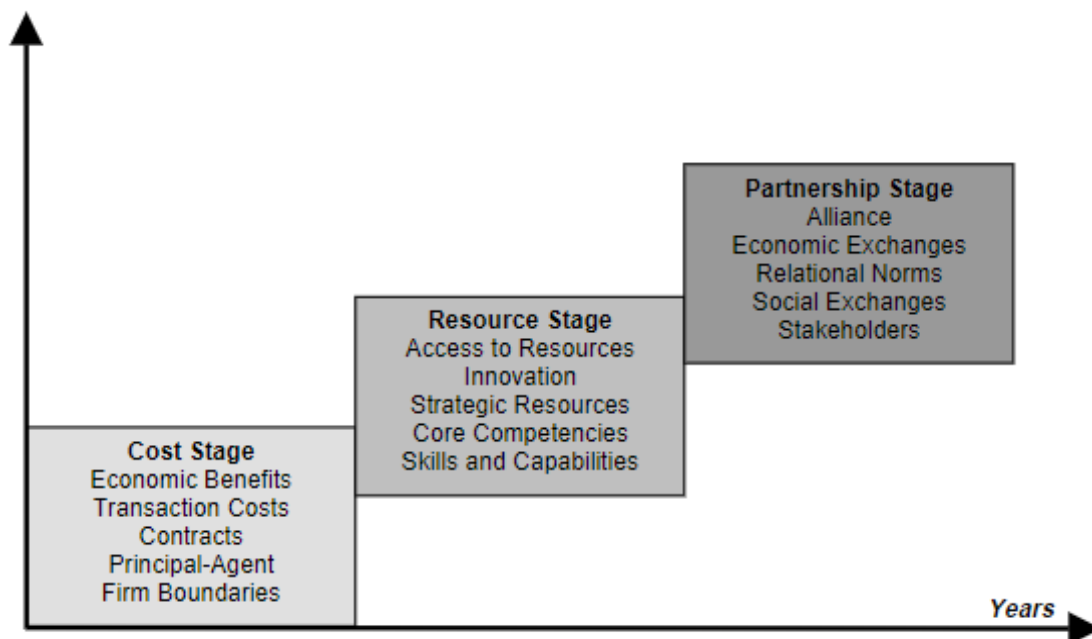 Partnership Stage
Alliance
Economic Exchanges
Relational Norms
Social Exchanges
Stakeholders
Resource Stage
Access to Resources
Innovation
Strategic Resources
Core Competencies
Skills and Capabilities
Cost Stage
Economic Benefits
Transaction Costs
Contracts
Principal-Agent
Firm Boundaries
Years